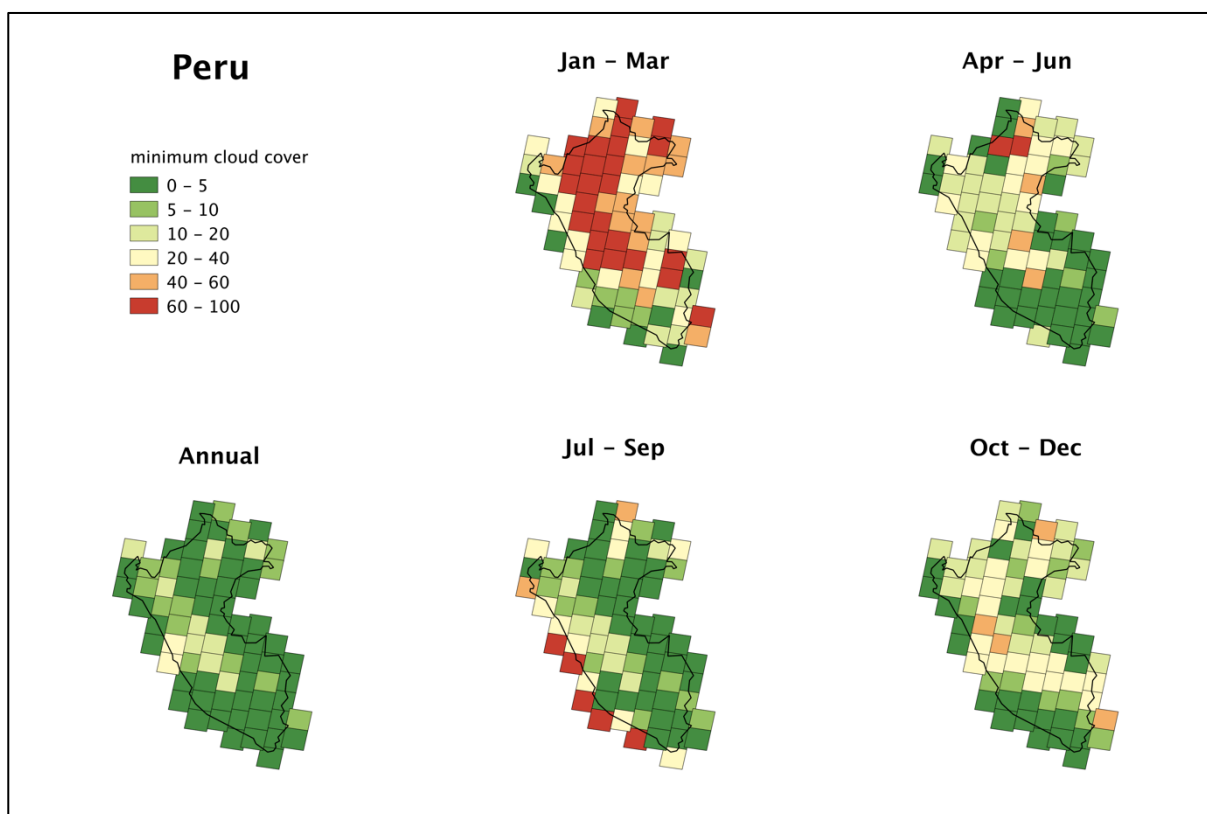 Peru
Jan – Mar
Apr – Jun
minimum cloud cover
0 – 5
5 – 10
10 – 20
20 – 40
40 – 60
60 – 100
Annual
Jul – Sep
Oct – Dec